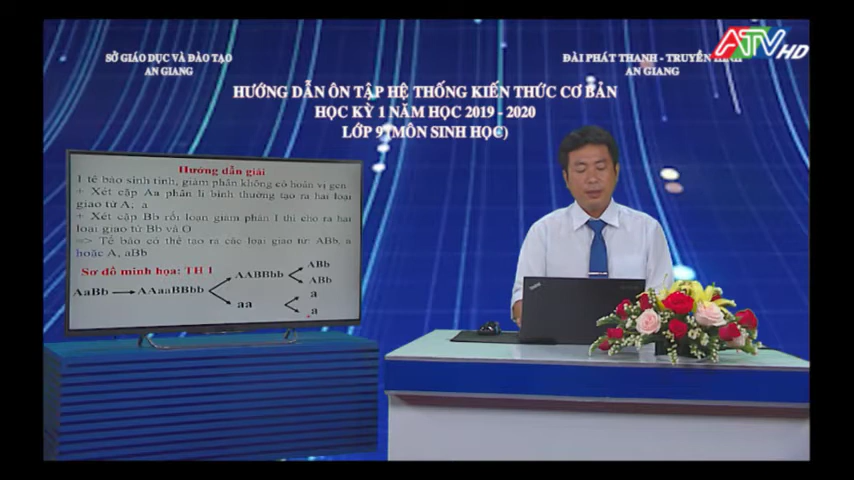 SỞ GIÁO DỤC VÀ ĐÀO TẠO
AN GIANG
ĐÀI PHÁT THANH - TRUYỀN HÌNH
AN GIANG
ATV HD
HƯỚNG DẪN ÔN TẬP HỆ THỐNG KIẾN THỨC CƠ BẢN
HỌC KỲ 1 NĂM HỌC 2019 - 2020
LỚP 9 (MÔN SINH HỌC)
Hướng dẫn giải
1 tế bào sinh tinh, giảm phân không có hoán vị gen
+ Xét cặp Aa phân li bình thường tạo ra hai loại
giao tử A, a
+ Xét cặp Bb rối loạn giảm phân I thì cho ra hai
loại giao tử Bb và O
=> Tế bào có thể tạo ra các loại giao tử: ABb, a
hoặc A, aBb
Sơ đồ minh họa: TH 1
AaBb → AAaaBBbb
AABBbb
aa
ABb
ABb
a
a
ThinkPad